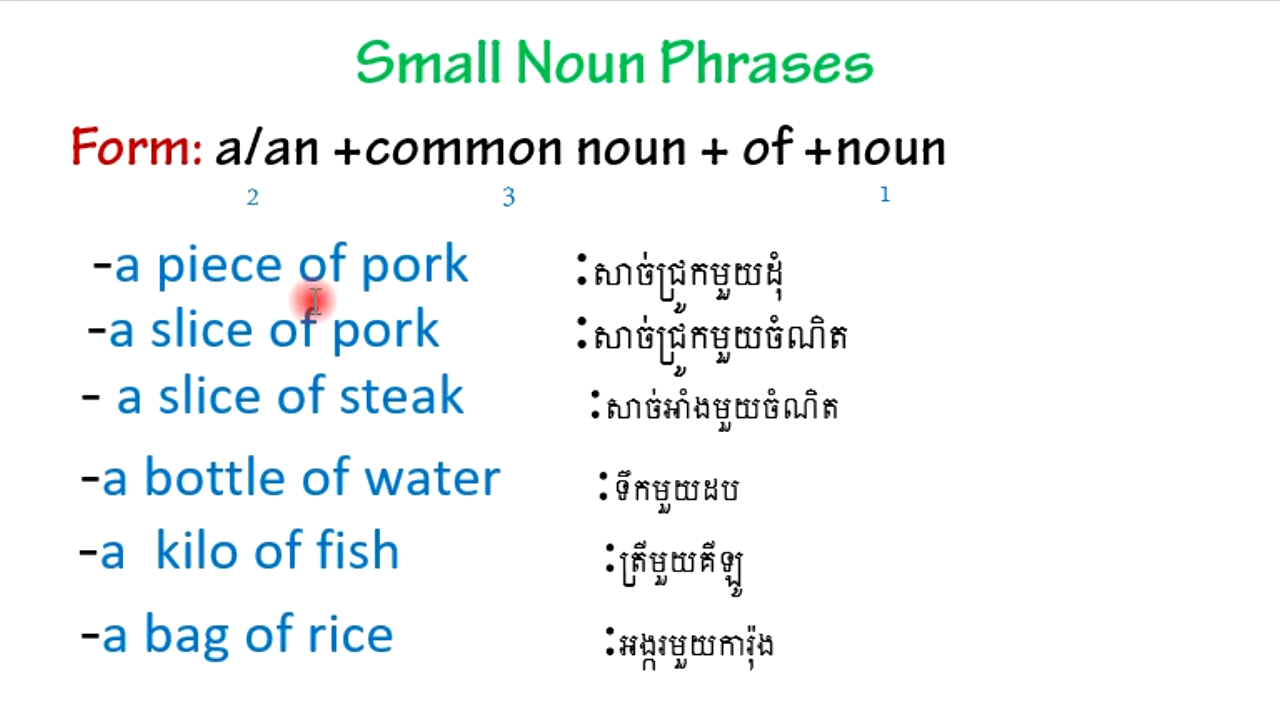 Small Noun Phrases
Form: a/an +common noun + of +noun
2 3 1
-a piece of pork :សាច់ជ្រូកមួយដុំ
-a slice of pork :សាច់ជ្រូកមួយចំណិត
- a slice of steak :សាច់អាំងមួយចំណិត
-a bottle of water :ទឹកមួយដប
-a kilo of fish :ត្រីមួយគីឡូ
-a bag of rice :អង្ករមួយការ៉ុង